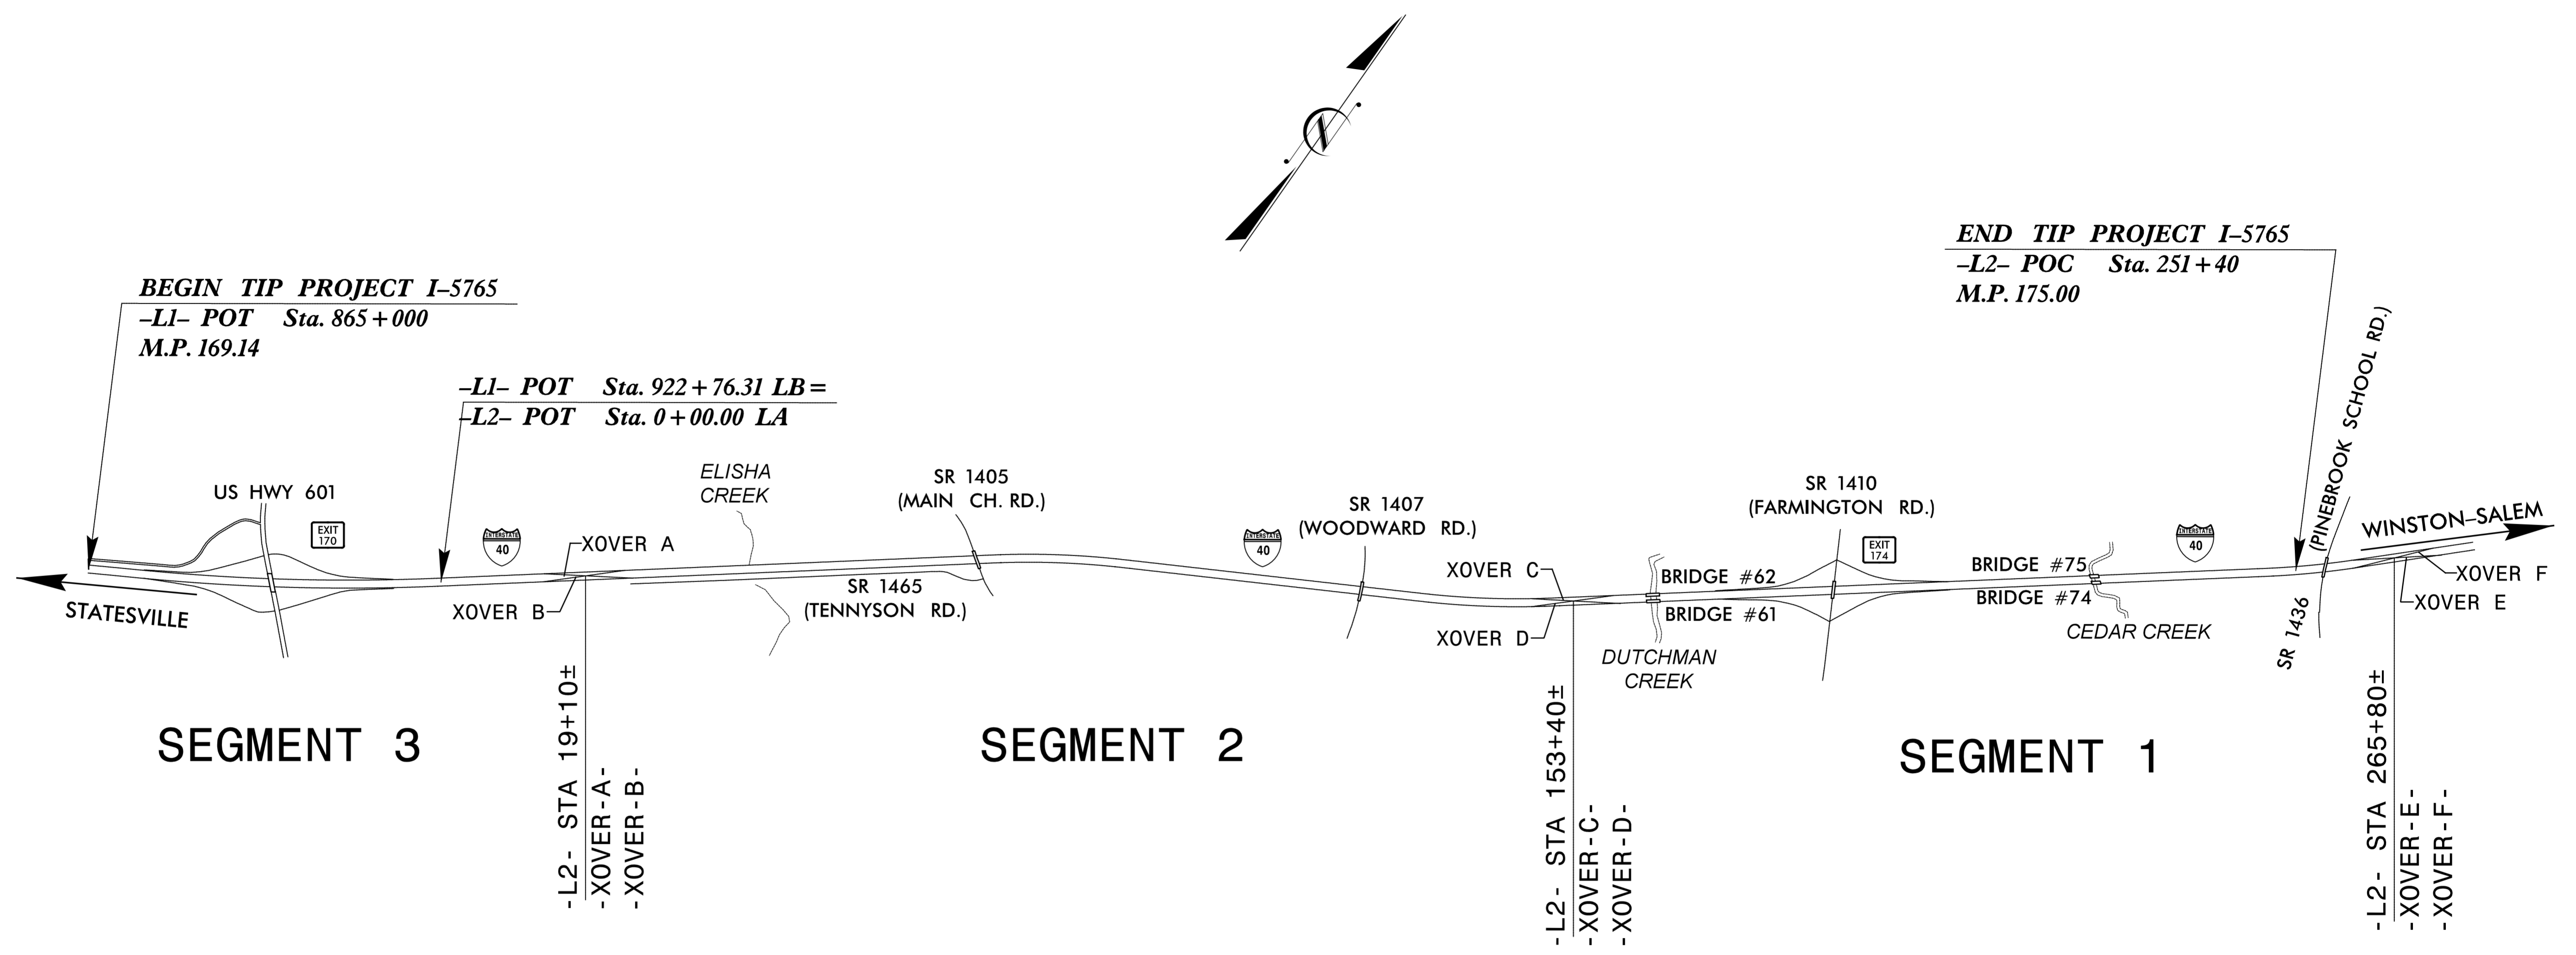 N
END TIP PROJECT I–5765
–L2– POC Sta. 251+40
M.P. 175.00
BEGIN TIP PROJECT I–5765
–L1– POT Sta. 865+000
M.P. 169.14
–L1– POT Sta. 922+76.31 LB=
–L2– POT Sta. 0+00.00 LA
US HWY 601
EXIT
170
INTERSTATE
40
XOVER A
XOVER B
ELISHA
CREEK
SR 1405
(MAIN CH. RD.)
SR 1465
(TENNYSON RD.)
INTERSTATE
40
SR 1407
(WOODWARD RD.)
XOVER C
XOVER D
BRIDGE #62
BRIDGE #61
DUTCHMAN
CREEK
SR 1410
(FARMINGTON RD.)
EXIT
174
BRIDGE #75
BRIDGE #74
CEDAR CREEK
INTERSTATE
40
SR 1436 (PINEBROOK SCHOOL RD.)
WINSTON–SALEM
XOVER F
XOVER E
STATESVILLE
SEGMENT 3
-L2- STA 19+10±
-XOVER-A-
-XOVER-B-
SEGMENT 2
-L2- STA 153+40±
-XOVER-C-
-XOVER-D-
SEGMENT 1
-L2- STA 265+80±
-XOVER-E-
-XOVER-F-